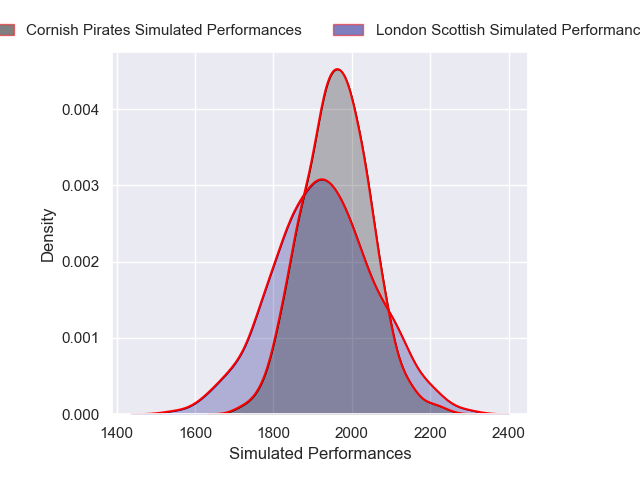 Cornish Pirates Simulated Performances
London Scottish Simulated
0.004
0.003
0.002
0.001
0.000
Density
1400 1600 1800 2000 2200 2400
Simulated Performances